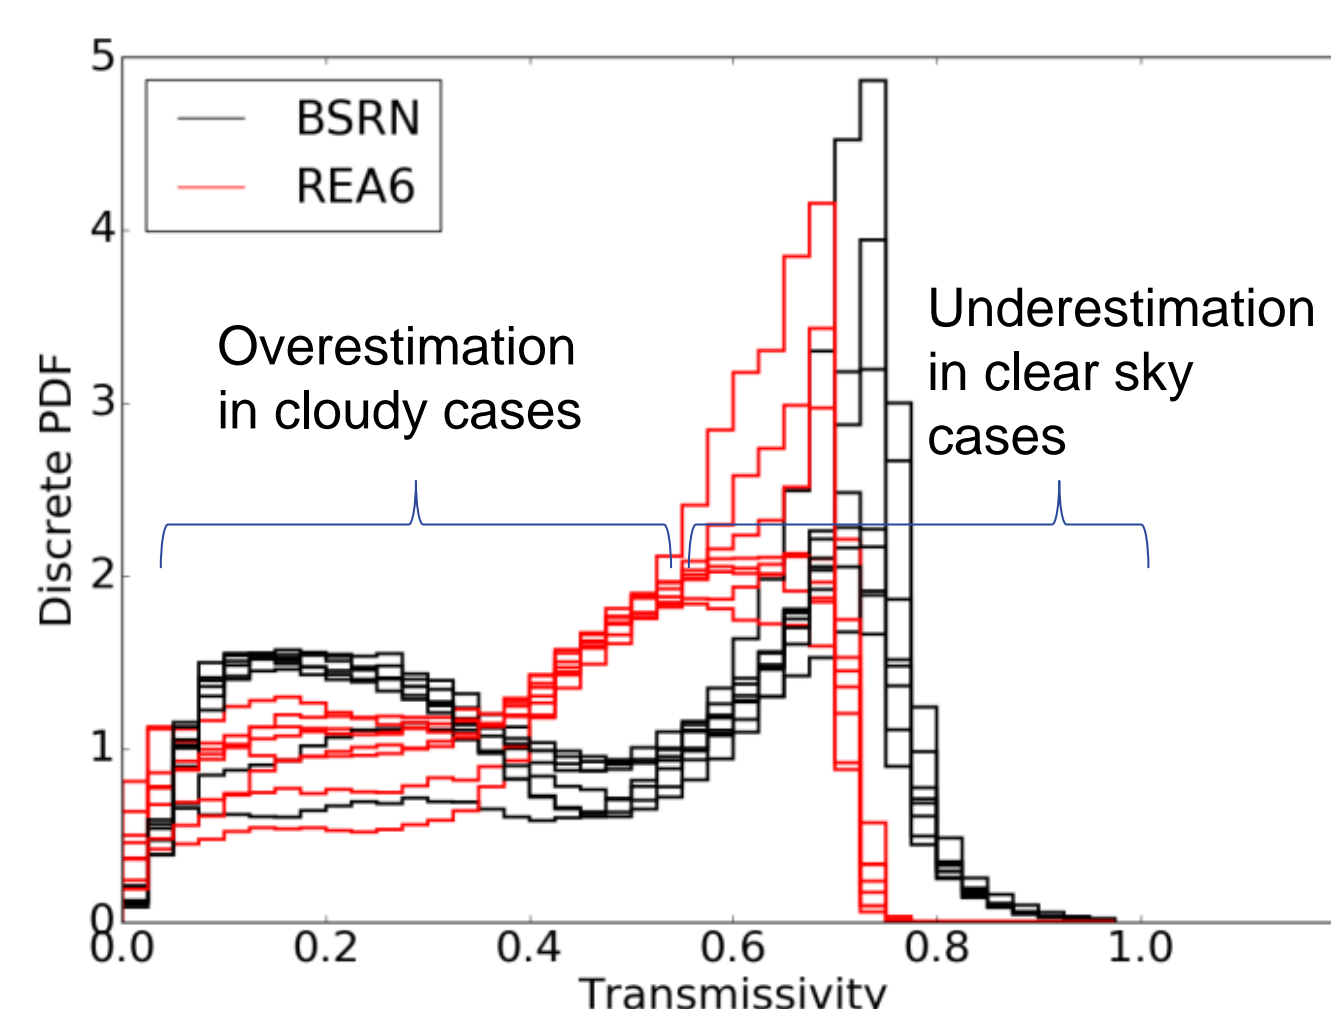 5
BSRN
REA6
4
Underestimation
in clear sky
cases
Overestimation
in cloudy cases
3
Discrete PDF
2
1
0
0.0 0.2 0.4 0.6 0.8 1.0
Transmissivity